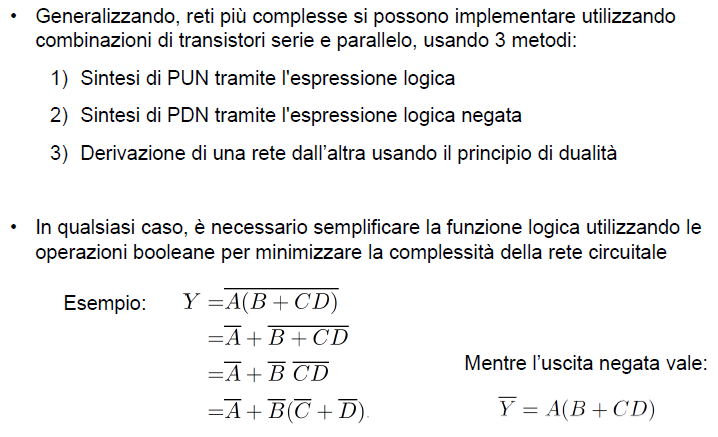 • Generalizzando, reti più complesse si possono implementare utilizzando
combinazioni di transistori serie e parallelo, usando 3 metodi:
1) Sintesi di PUN tramite l'espressione logica
2) Sintesi di PDN tramite l'espressione logica negata
3) Derivazione di una rete dall'altra usando il principio di dualità
• In qualsiasi caso, è necessario semplificare la funzione logica utilizzando le
operazioni booleane per minimizzare la complessità della rete circuitale
Esempio: $Y = \overline{A(B + CD)}$
$= \overline{A} + \overline{B + CD}$
$= \overline{A} + \overline{B}\ \overline{CD}$
$= \overline{A} + \overline{B}(\overline{C} + \overline{D}).$
Mentre l'uscita negata vale:
$\overline{Y} = A(B + CD)$